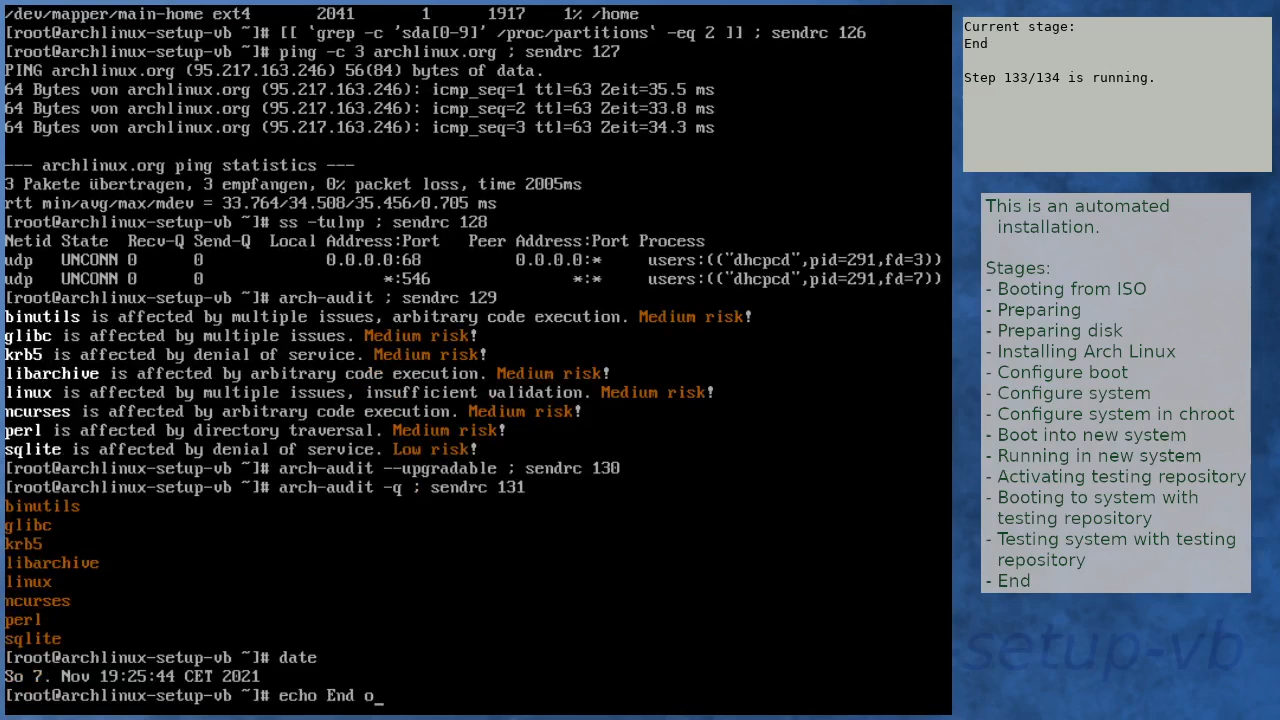 /dev/mapper/main-home ext4      2041       1      1917    1% /home
[root@archlinux-setup-vb ~]# [[ `grep -c 'sda[0-9]' /proc/partitions` -eq 2 ]] ; sendrc 126
[root@archlinux-setup-vb ~]# ping -c 3 archlinux.org ; sendrc 127
PING archlinux.org (95.217.163.246) 56(84) bytes of data.
64 Bytes von archlinux.org (95.217.163.246): icmp_seq=1 ttl=63 Zeit=35.5 ms
64 Bytes von archlinux.org (95.217.163.246): icmp_seq=2 ttl=63 Zeit=33.8 ms
64 Bytes von archlinux.org (95.217.163.246): icmp_seq=3 ttl=63 Zeit=34.3 ms
--- archlinux.org ping statistics ---
3 Pakete übertragen, 3 empfangen, 0% packet loss, time 2005ms
rtt min/avg/max/mdev = 33.764/34.508/35.456/0.705 ms
[root@archlinux-setup-vb ~]# ss -tulnp ; sendrc 128
Netid State  Recv-Q Send-Q  Local Address:Port   Peer Address:Port Process
udp   UNCONN 0      0             0.0.0.0:68          0.0.0.0:*     users:(("dhcpcd",pid=291,fd=3))
udp   UNCONN 0      0                   *:546               *:*     users:(("dhcpcd",pid=291,fd=7))
[root@archlinux-setup-vb ~]# arch-audit ; sendrc 129
binutils is affected by multiple issues, arbitrary code execution. Medium risk!
glibc is affected by multiple issues. Medium risk!
krb5 is affected by denial of service. Medium risk!
libarchive is affected by arbitrary code execution. Medium risk!
linux is affected by multiple issues, insufficient validation. Medium risk!
ncurses is affected by arbitrary code execution. Medium risk!
perl is affected by directory traversal. Medium risk!
sqlite is affected by denial of service. Low risk!
[root@archlinux-setup-vb ~]# arch-audit --upgradable ; sendrc 130
[root@archlinux-setup-vb ~]# arch-audit -q ; sendrc 131
binutils
glibc
krb5
libarchive
linux
ncurses
perl
sqlite
[root@archlinux-setup-vb ~]# date
So 7. Nov 19:25:44 CET 2021
[root@archlinux-setup-vb ~]# echo End o_
Current stage:
End
Step 133/134 is running.
This is an automated
installation.
Stages:
- Booting from ISO
- Preparing
- Preparing disk
- Installing Arch Linux
- Configure boot
- Configure system
- Configure system in chroot
- Boot into new system
- Running in new system
- Activating testing repository
- Booting to system with
testing repository
- Testing system with testing
repository
- End
setup-vb